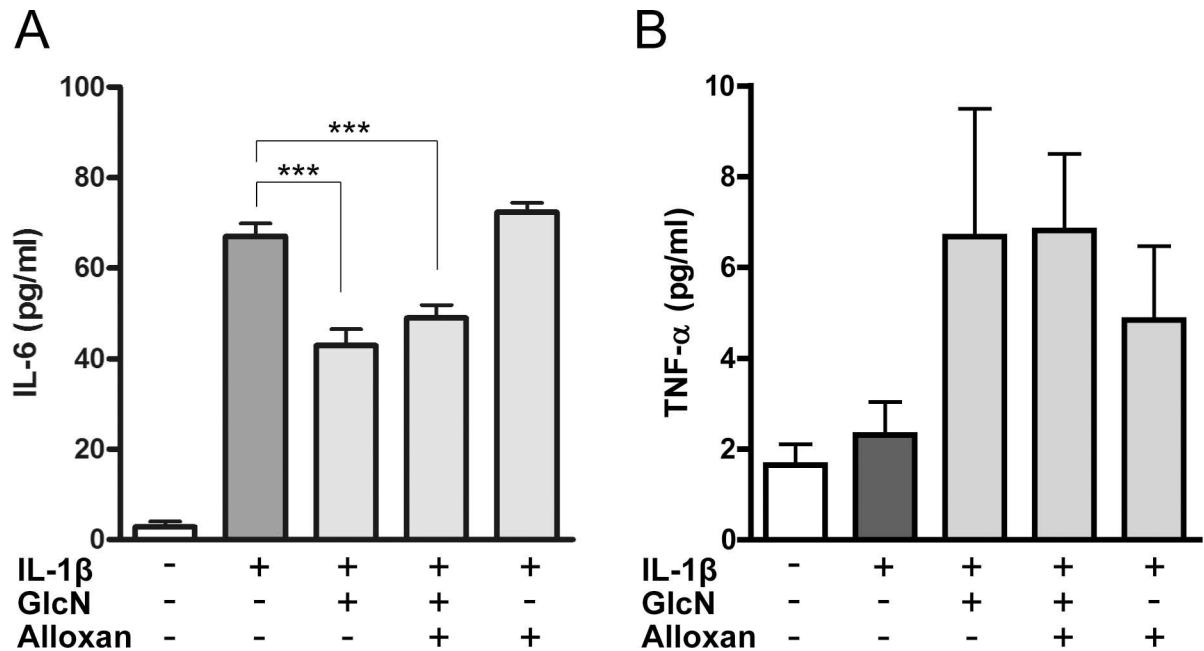 A
B
IL-6 (pg/ml)
100
80
60
40
20
0
***
***
IL-1β - + + + +
GlcN - - + + -
Alloxan - - - + +
TNF-α (pg/ml)
10
8
6
4
2
0
- + + + +
- - + + -
IL-1β - + + + +
GlcN - - + + -
Alloxan - - - + +